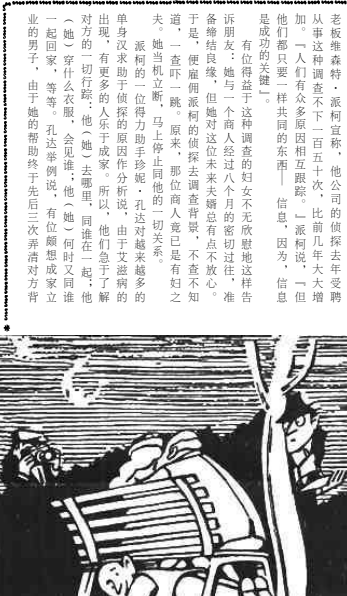 老板维森特·派柯宣称，他公司的侦探去年受聘
从事这种调查不下一百五十次，比前几年大大增
加。『人们有众多原因相互跟踪。』派柯说，『但
他们都只要一样共同的东西——信息，因为，信息
是成功的关键』。
有位得益于这种调查的妇女不无欣慰地这样告
诉朋友：她与一个商人经过八个月的密切过往，准
备缔结良缘，但她对这位未来夫婿总有点不放心。
于是，便雇佣派柯的侦探去调查背景，不查不知
道，一查吓一跳。原来，那位商人竟已是有妇之
夫。她当机立断，马上停止同他的一切关系。
派柯的一位得力助手珍妮·孔达对越来越多的
单身汉求助于侦探的原因作分析说，由于艾滋病的
出现，有更多的人乐于成家。所以，他们急于了解
对方的一切行踪：他（她）去哪里，同谁在一起；他
（她）穿什么衣服，会见谁；他（她）何时又同谁
一起回家，等等。孔达举例说，有位颇想成家立
业的男子，由于她的帮助终于先后三次弄清对方背